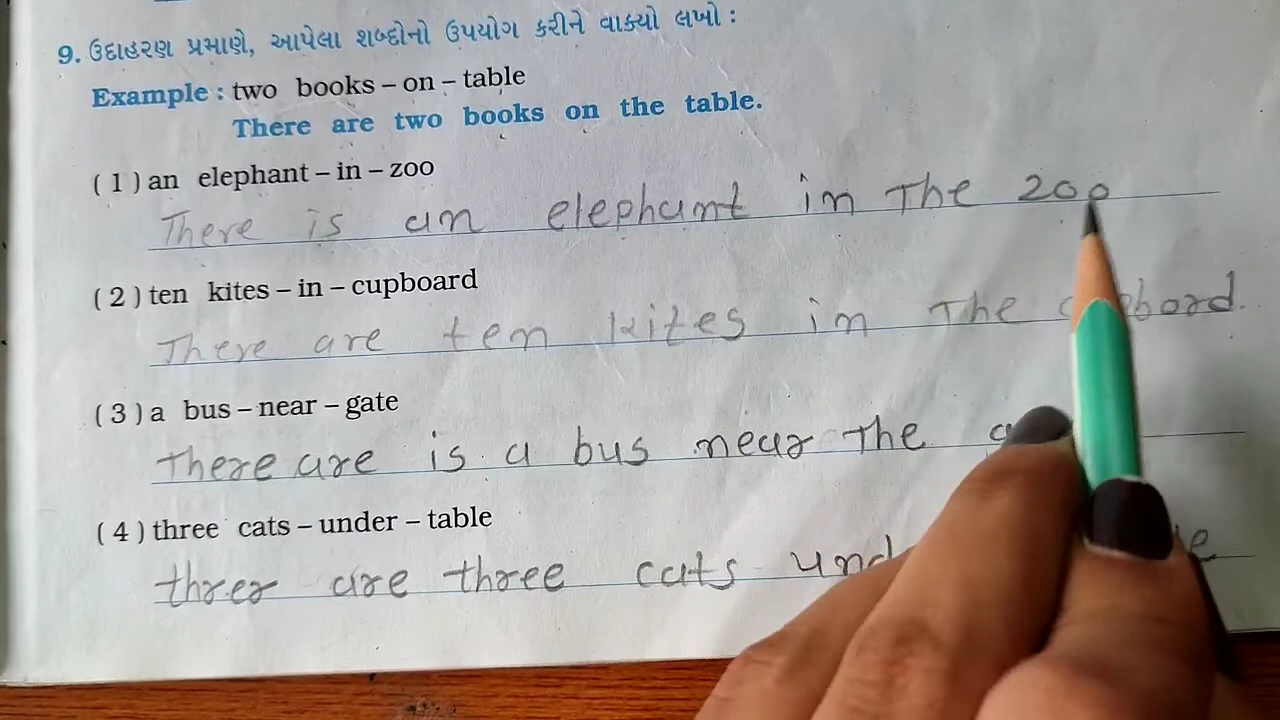 9. ઉદાહરણ પ્રમાણે, આપેલા શબ્દોનો ઉપયોગ કરીને વાક્યો લખો :
Example : two books – on – table
There are two books on the table.
( 1 ) an elephant – in – zoo
There is an elephant in The zoo
( 2 ) ten kites – in – cupboard
There are ten kites in The
( 3 ) a bus – near – gate
There are is a bus near The
( 4 ) three cats – under – table
threr are three cats